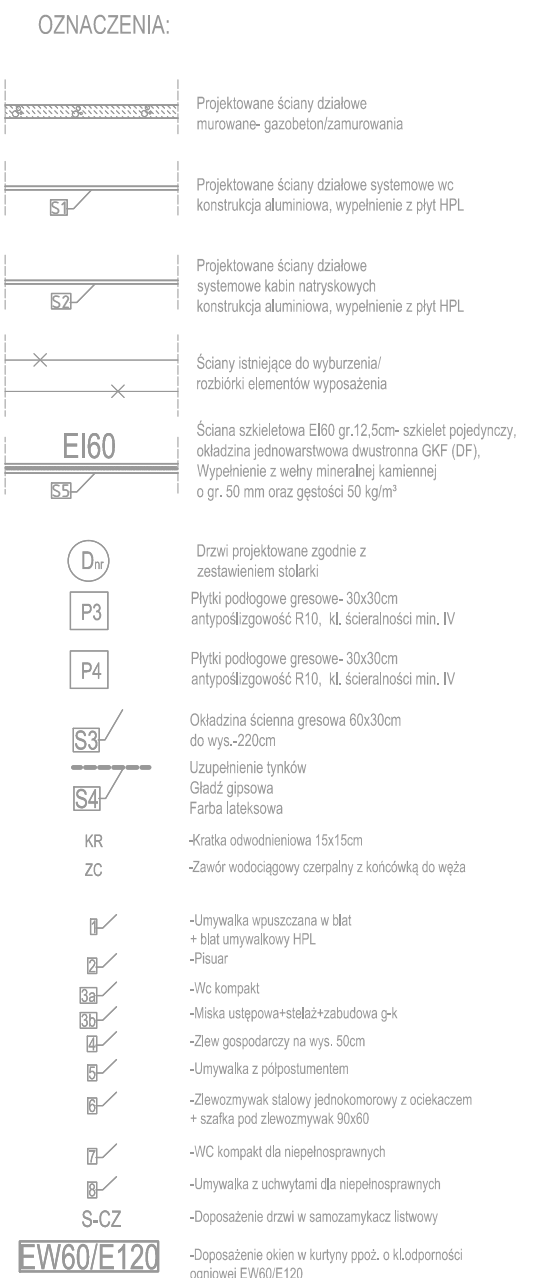 OZNACZENIA:
Projektowane ściany działowe
murowane- gazobeton/zamurowania
Projektowane ściany działowe systemowe wc
S1 konstrukcja aluminiowa, wypełnienie z płyt HPL
Projektowane ściany działowe
systemowe kabin natryskowych
S2 konstrukcja aluminiowa, wypełnienie z płyt HPL
Ściany istniejące do wyburzenia/
rozbiórki elementów wyposażenia
EI60
S5
Ściana szkieletowa EI60 gr.12,5cm- szkielet pojedynczy,
okładzina jednowarstwowa dwustronna GKF (DF),
Wypełnienie z wełny mineralnej kamiennej
o gr. 50 mm oraz gęstości 50 kg/m³
Dnr
Drzwi projektowane zgodnie z
zestawieniem stolarki
P3
Płytki podłogowe gresowe- 30x30cm
antypoślizgowość R10, kl. ścieralności min. IV
P4
Płytki podłogowe gresowe- 30x30cm
antypoślizgowość R10, kl. ścieralności min. IV
S3
Okładzina ścienna gresowa 60x30cm
do wys.-220cm
S4
Uzupełnienie tynków
Gładź gipsowa
Farba lateksowa
KR -Kratka odwodnieniowa 15x15cm
ZC -Zawór wodociągowy czerpalny z końcówką do węża
1 -Umywalka wpuszczana w blat
+ blat umywalkowy HPL
2 -Pisuar
3a -Wc kompakt
3b -Miska ustępowa+stelaż+zabudowa g-k
4 -Zlew gospodarczy na wys. 50cm
5 -Umywalka z półpostumentem
6 -Zlewozmywak stalowy jednokomorowy z ociekaczem
+ szafka pod zlewozmywak 90x60
7 -WC kompakt dla niepełnosprawnych
8 -Umywalka z uchwytami dla niepełnosprawnych
S-CZ -Doposażenie drzwi w samozamykacz listwowy
EW60/E120 -Doposażenie okien w kurtyny ppoż. o kl.odporności
ogniowej EW60/E120